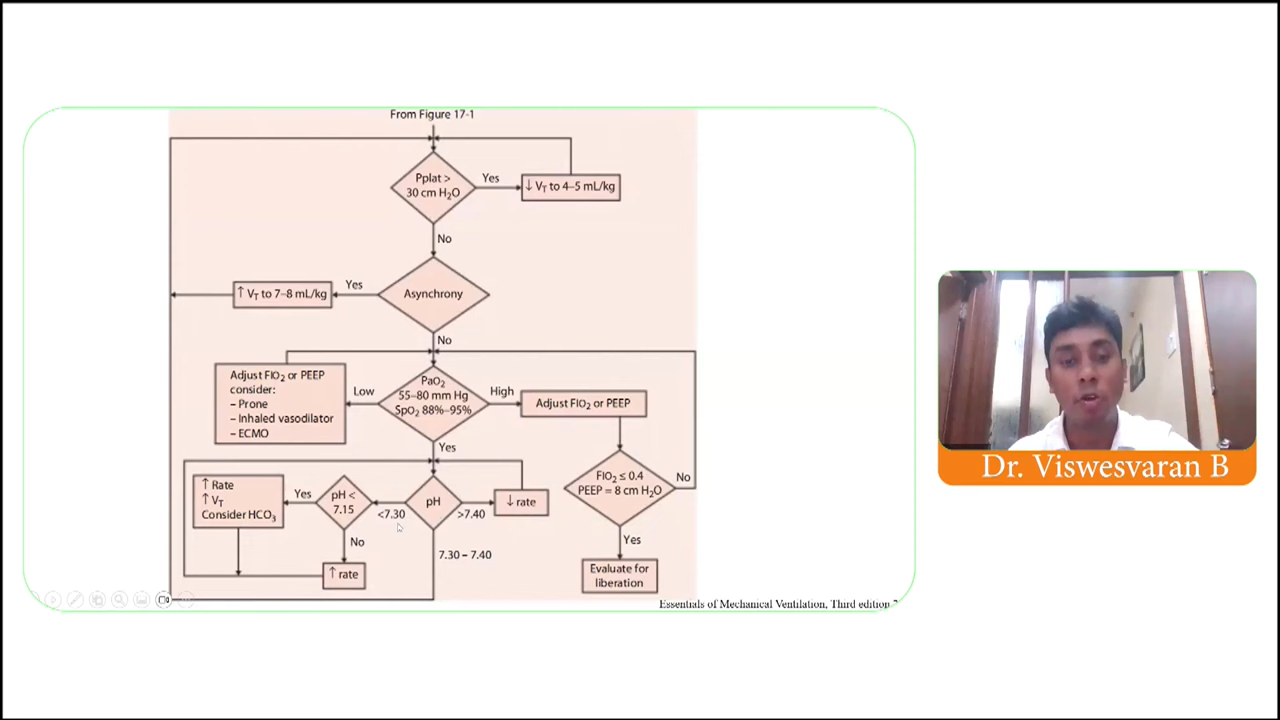 From Figure 17-1
Pplat >
30 cm H₂O
Yes
↓ V_T to 4–5 mL/kg
No
Asynchrony
Yes
↑ V_T to 7–8 mL/kg
No
Adjust FIO₂ or PEEP
consider:
– Prone
– Inhaled vasodilator
– ECMO
Low
PaO₂
55–80 mm Hg
SpO₂ 88%–95%
High
Adjust FIO₂ or PEEP
Yes
FIO₂ ≤ 0.4
PEEP = 8 cm H₂O
No
Yes
Evaluate for
liberation
↑ Rate
↑ V_T
Consider HCO₃
Yes
pH <
7.15
<7.30
pH
>7.40
↓ rate
No
↑ rate
7.30 – 7.40
Essentials of Mechanical Ventilation, Third edition
Dr. Viswesvaran B